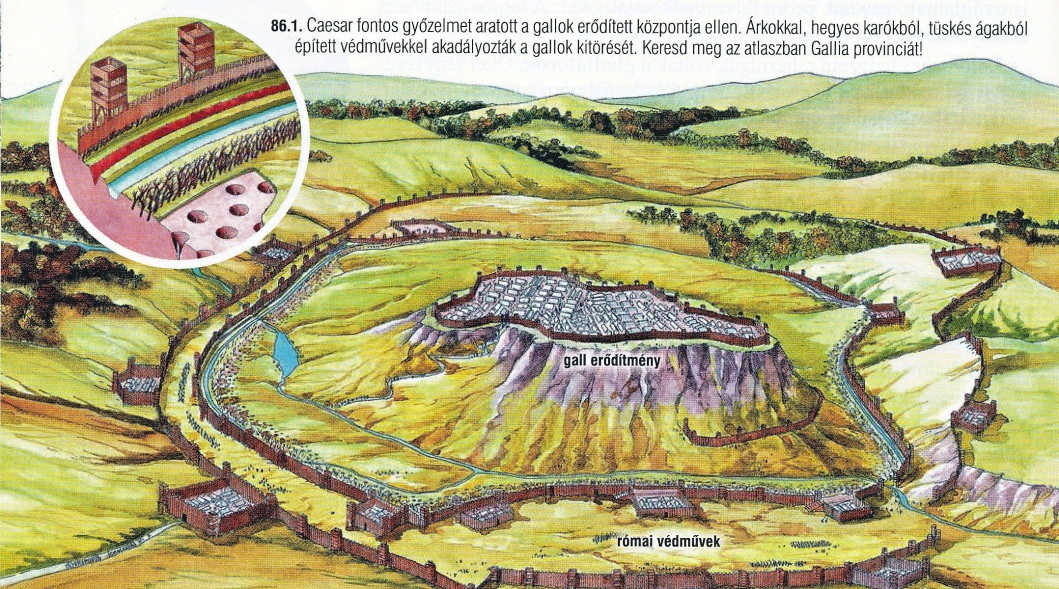 86.1. Caesar fontos győzelmet aratott a gallok erődített központja ellen. Árkokkal, hegyes karókból, tüskés ágakból
épített védművekkel akadályozták a gallok kitörését. Keresd meg az atlaszban Gallia provinciát!
gall erődítmény
római védművek